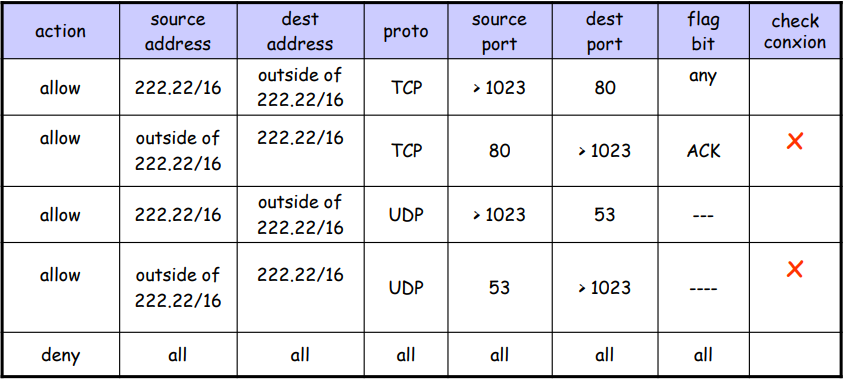 action source address dest address proto source port dest port flag bit check conxion
allow 222.22/16 outside of 222.22/16 TCP > 1023 80 any
allow outside of 222.22/16 222.22/16 TCP 80 > 1023 ACK X
allow 222.22/16 outside of 222.22/16 UDP > 1023 53 ---
allow outside of 222.22/16 222.22/16 UDP 53 > 1023 ---- X
deny all all all all all all